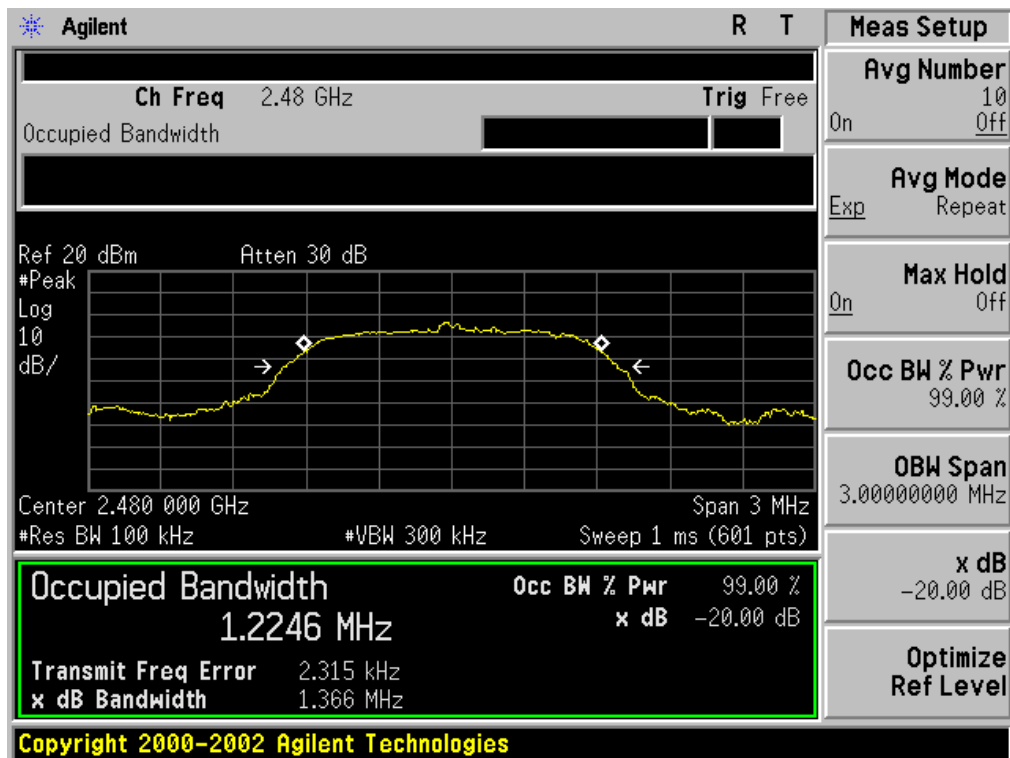 Agilent R T
Ch Freq 2.48 GHz Trig Free
Occupied Bandwidth
Ref 20 dBm Atten 30 dB
#Peak
Log
10
dB/
Center 2.480 000 GHz Span 3 MHz
#Res BW 100 kHz #VBW 300 kHz Sweep 1 ms (601 pts)
Occupied Bandwidth Occ BW % Pwr 99.00 %
1.2246 MHz x dB -20.00 dB
Transmit Freq Error 2.315 kHz
x dB Bandwidth 1.366 MHz
Copyright 2000-2002 Agilent Technologies
Meas Setup
Avg Number
10
On Off
Avg Mode
Exp Repeat
Max Hold
On Off
Occ BW % Pwr
99.00 %
OBW Span
3.00000000 MHz
x dB
-20.00 dB
Optimize
Ref Level